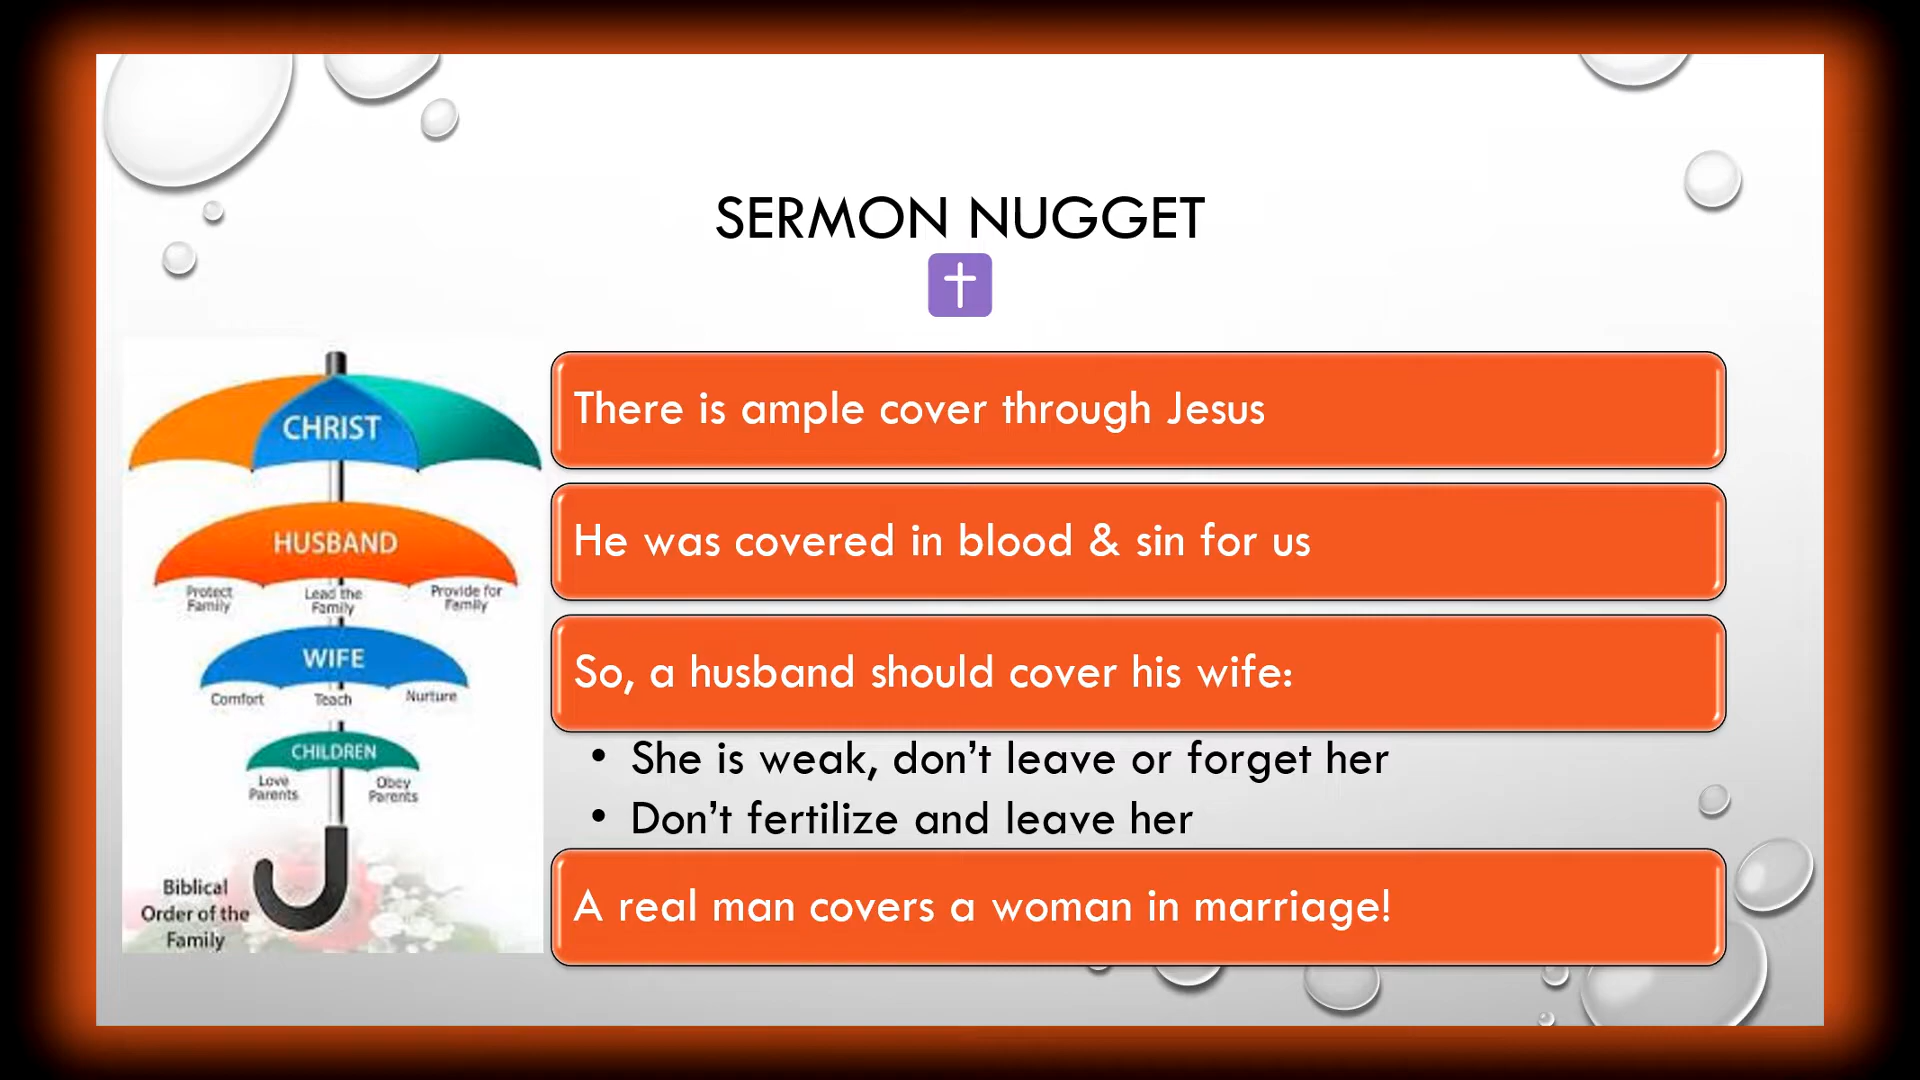 SERMON NUGGET
CHRIST
HUSBAND
Protect Family
Lead the Family
Provide for Family
WIFE
Comfort
Teach
Nurture
CHILDREN
Love Parents
Obey Parents
Biblical
Order of the
Family
There is ample cover through Jesus
He was covered in blood & sin for us
So, a husband should cover his wife:
• She is weak, don’t leave or forget her
• Don’t fertilize and leave her
A real man covers a woman in marriage!